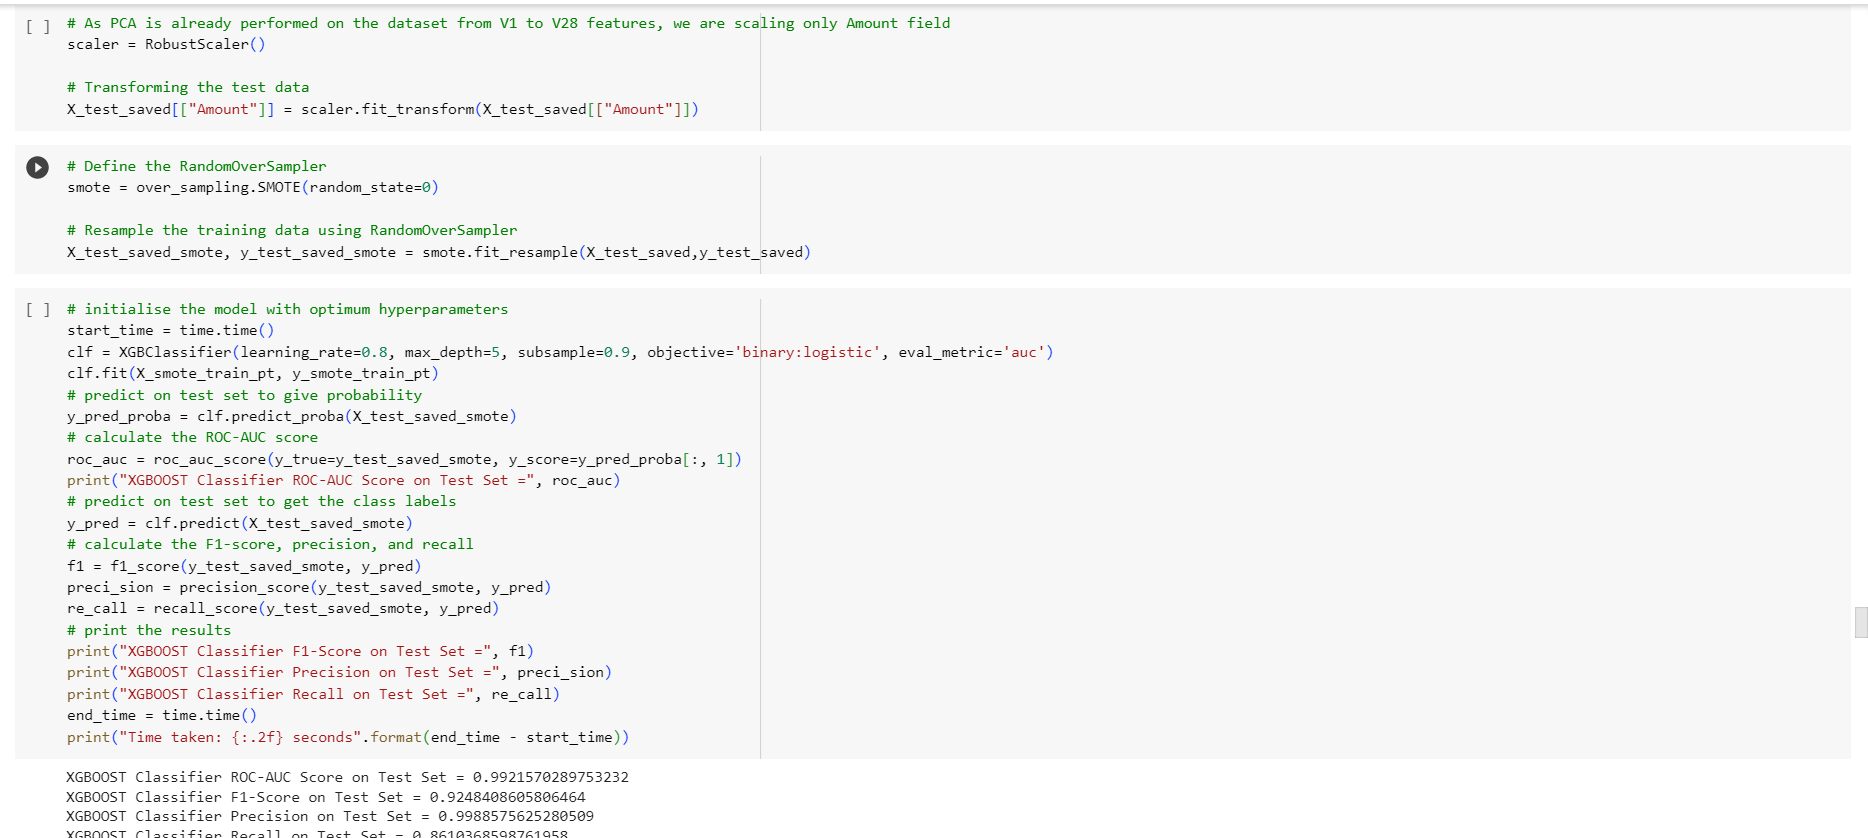 [ ] # As PCA is already performed on the dataset from V1 to V28 features, we are scaling only Amount field
scaler = RobustScaler()
# Transforming the test data
X_test_saved[["Amount"]] = scaler.fit_transform(X_test_saved[["Amount"]])
# Define the RandomOverSampler
smote = over_sampling.SMOTE(random_state=0)
# Resample the training data using RandomOverSampler
X_test_saved_smote, y_test_saved_smote = smote.fit_resample(X_test_saved,y_test_saved)
[ ] # initialise the model with optimum hyperparameters
start_time = time.time()
clf = XGBClassifier(learning_rate=0.8, max_depth=5, subsample=0.9, objective='binary:logistic', eval_metric='auc')
clf.fit(X_smote_train_pt, y_smote_train_pt)
# predict on test set to give probability
y_pred_proba = clf.predict_proba(X_test_saved_smote)
# calculate the ROC-AUC score
roc_auc = roc_auc_score(y_true=y_test_saved_smote, y_score=y_pred_proba[:, 1])
print("XGBOOST Classifier ROC-AUC Score on Test Set =", roc_auc)
# predict on test set to get the class labels
y_pred = clf.predict(X_test_saved_smote)
# calculate the F1-score, precision, and recall
f1 = f1_score(y_test_saved_smote, y_pred)
preci_sion = precision_score(y_test_saved_smote, y_pred)
re_call = recall_score(y_test_saved_smote, y_pred)
# print the results
print("XGBOOST Classifier F1-Score on Test Set =", f1)
print("XGBOOST Classifier Precision on Test Set =", preci_sion)
print("XGBOOST Classifier Recall on Test Set =", re_call)
end_time = time.time()
print("Time taken: {:.2f} seconds".format(end_time - start_time))
XGBOOST Classifier ROC-AUC Score on Test Set = 0.9921570289753232
XGBOOST Classifier F1-Score on Test Set = 0.9248408605806464
XGBOOST Classifier Precision on Test Set = 0.9988575625280509
XGBOOST Classifier Recall on Test Set = 0.8610368598761958